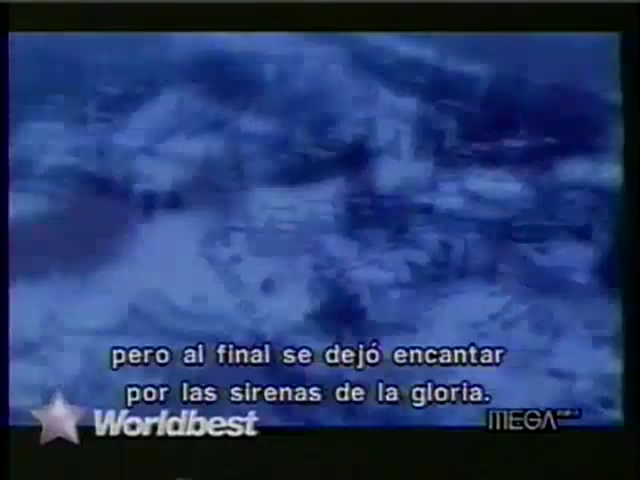 pero al final se dejó encantar
por las sirenas de la gloria.
Worldbest
MEGA